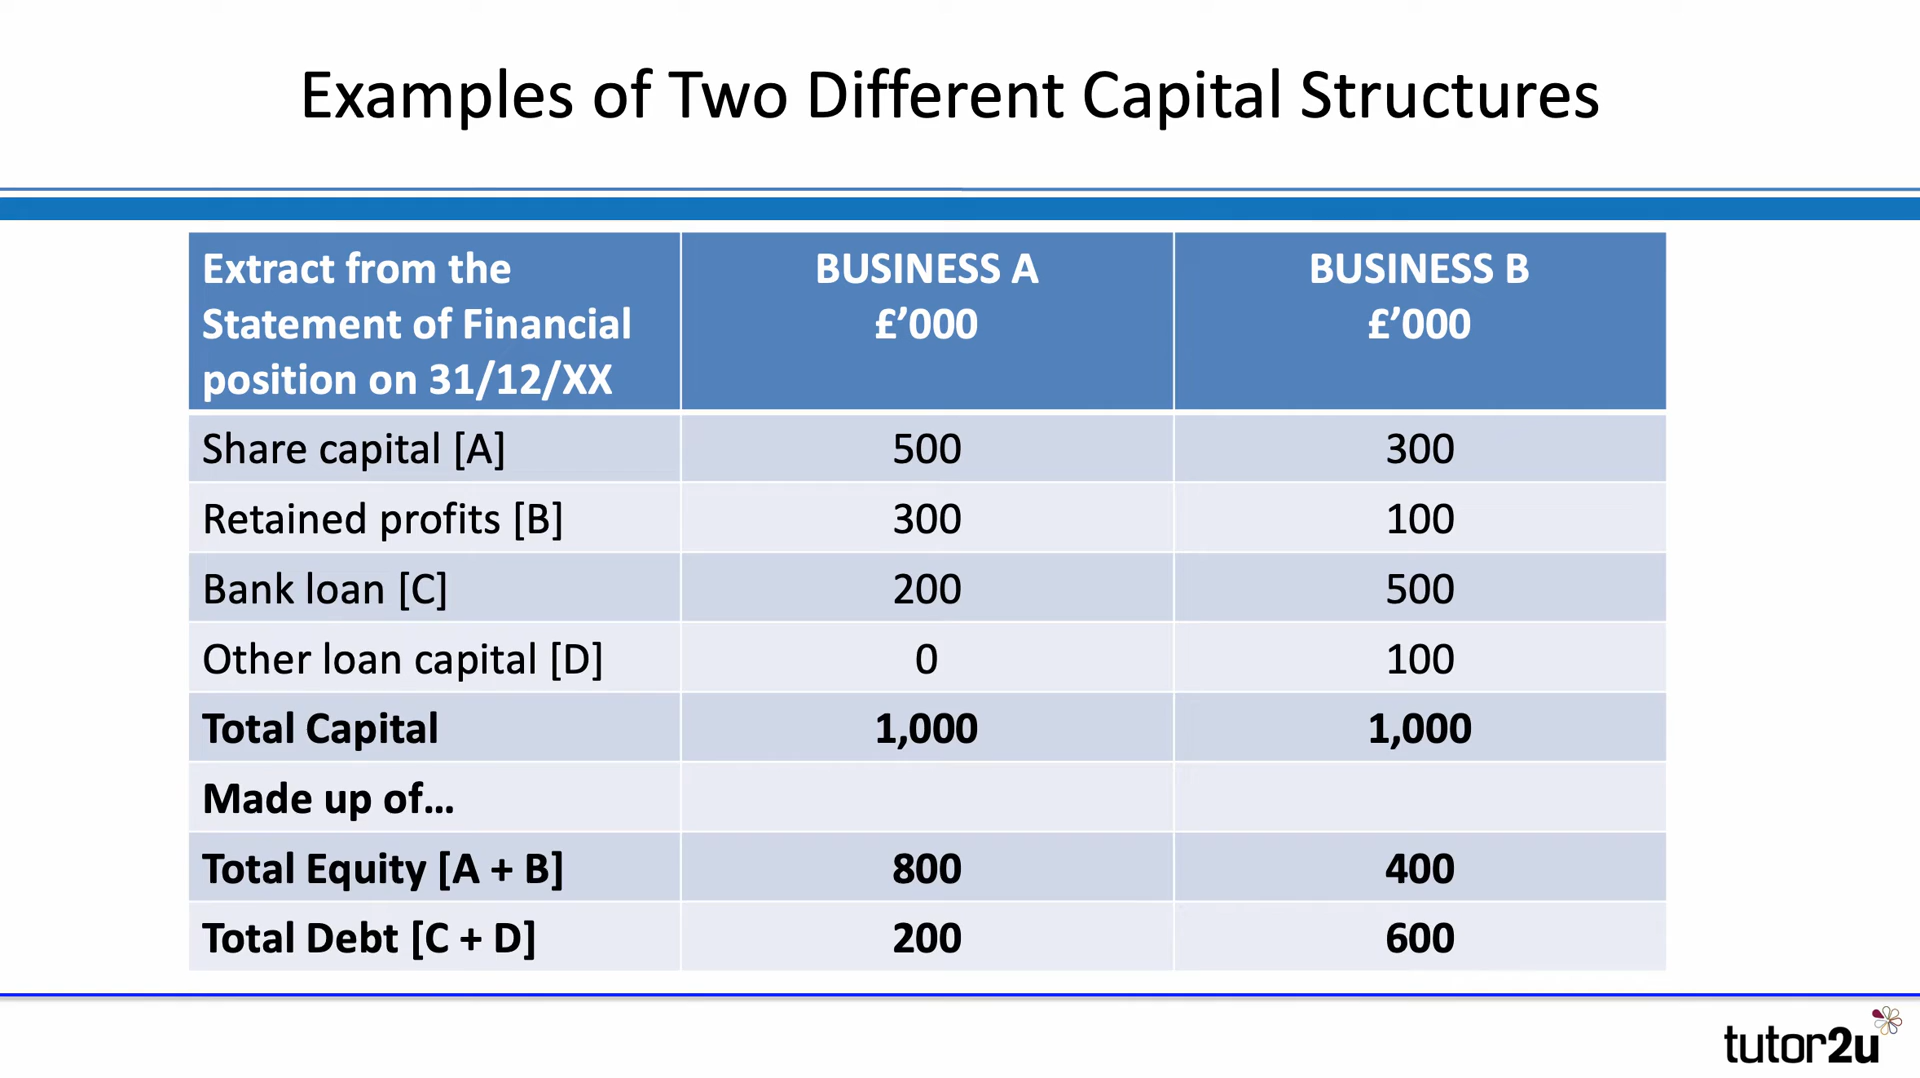 Examples of Two Different Capital Structures
Extract from the
Statement of Financial
position on 31/12/XX
BUSINESS A
£’000
BUSINESS B
£’000
Share capital [A] 500 300
Retained profits [B] 300 100
Bank loan [C] 200 500
Other loan capital [D] 0 100
Total Capital 1,000 1,000
Made up of…
Total Equity [A + B] 800 400
Total Debt [C + D] 200 600
tutor2u